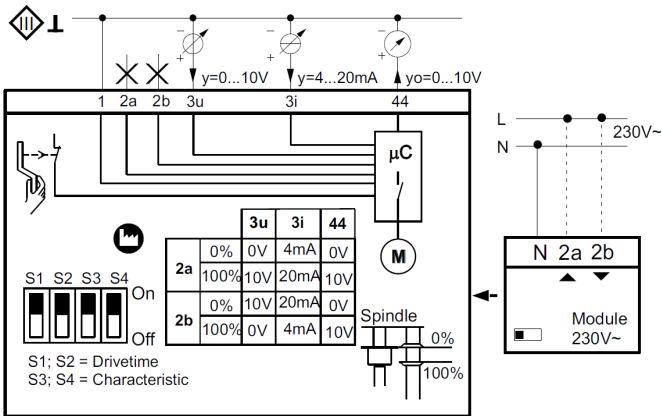 III
− − −
+ + +
y=0...10V y=4...20mA yo=0...10V
1 2a 2b 3u 3i 44
L
N
230V~
µC
M
3u 3i 44
2a 0% 0V 4mA 0V
100% 10V 20mA 10V
2b 0% 10V 20mA 0V
100% 0V 4mA 10V
S1 S2 S3 S4
On
Off
S1; S2 = Drivetime
S3; S4 = Characteristic
Spindle
0%
100%
N 2a 2b
Module
230V~